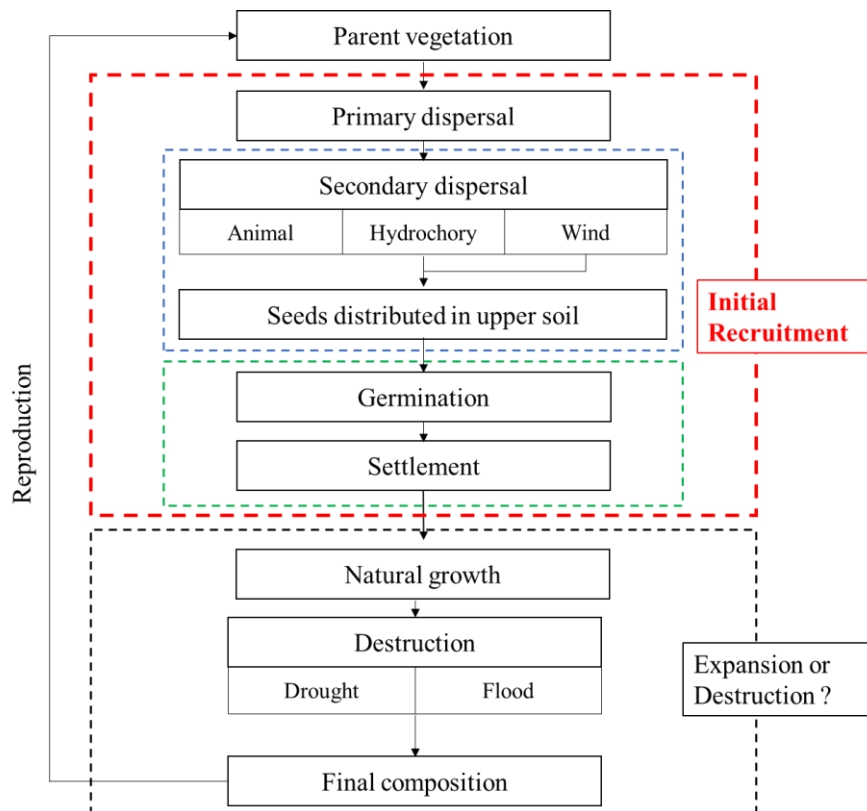 Parent vegetation
Primary dispersal
Secondary dispersal
Animal
Hydrochory
Wind
Seeds distributed in upper soil
Initial
Recruitment
Germination
Settlement
Reproduction
Natural growth
Destruction
Drought
Flood
Expansion or
Destruction ?
Final composition